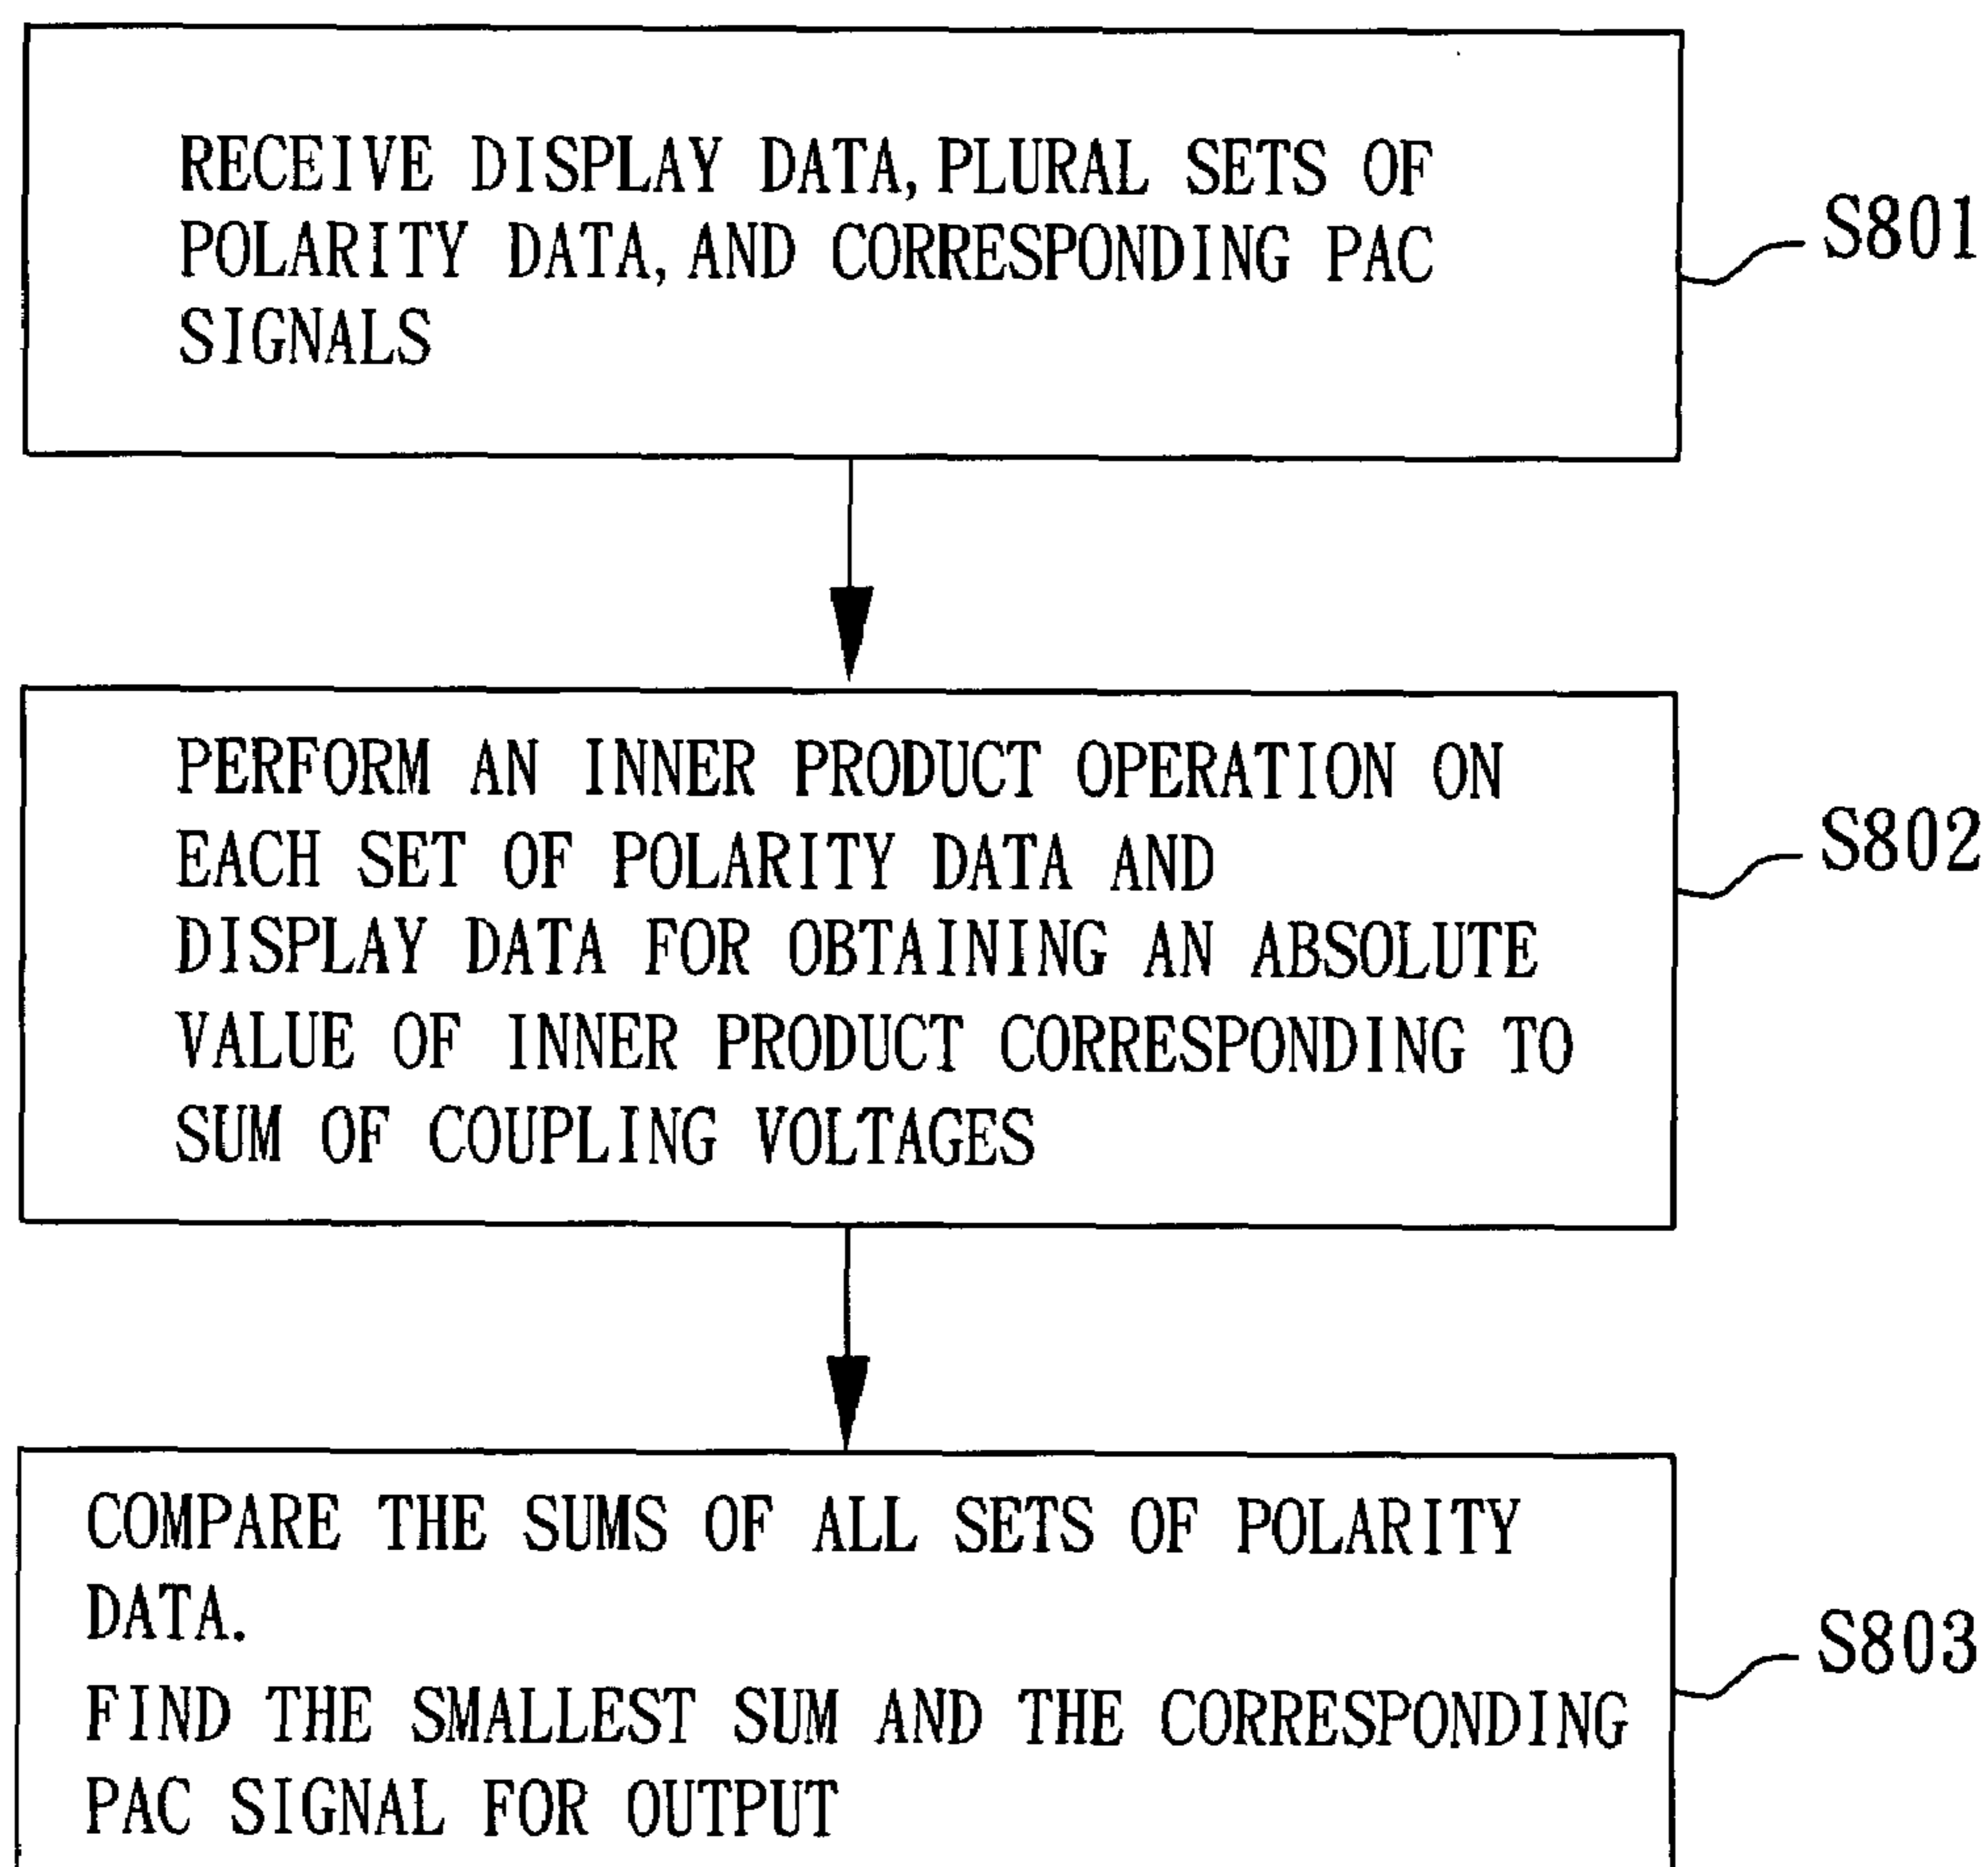 RECEIVE DISPLAY DATA, PLURAL SETS OF
POLARITY DATA, AND CORRESPONDING PAC
SIGNALS
S801
PERFORM AN INNER PRODUCT OPERATION ON
EACH SET OF POLARITY DATA AND
DISPLAY DATA FOR OBTAINING AN ABSOLUTE
VALUE OF INNER PRODUCT CORRESPONDING TO
SUM OF COUPLING VOLTAGES
S802
COMPARE THE SUMS OF ALL SETS OF POLARITY
DATA.
FIND THE SMALLEST SUM AND THE CORRESPONDING
PAC SIGNAL FOR OUTPUT
S803